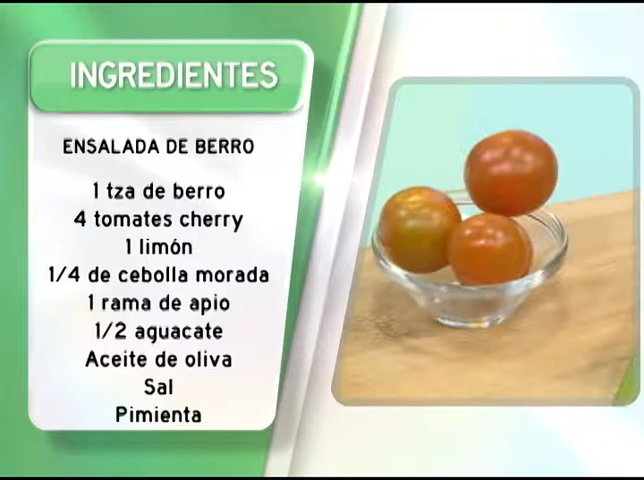 INGREDIENTES
ENSALADA DE BERRO
1 tza de berro
4 tomates cherry
1 limón
1/4 de cebolla morada
1 rama de apio
1/2 aguacate
Aceite de oliva
Sal
Pimienta